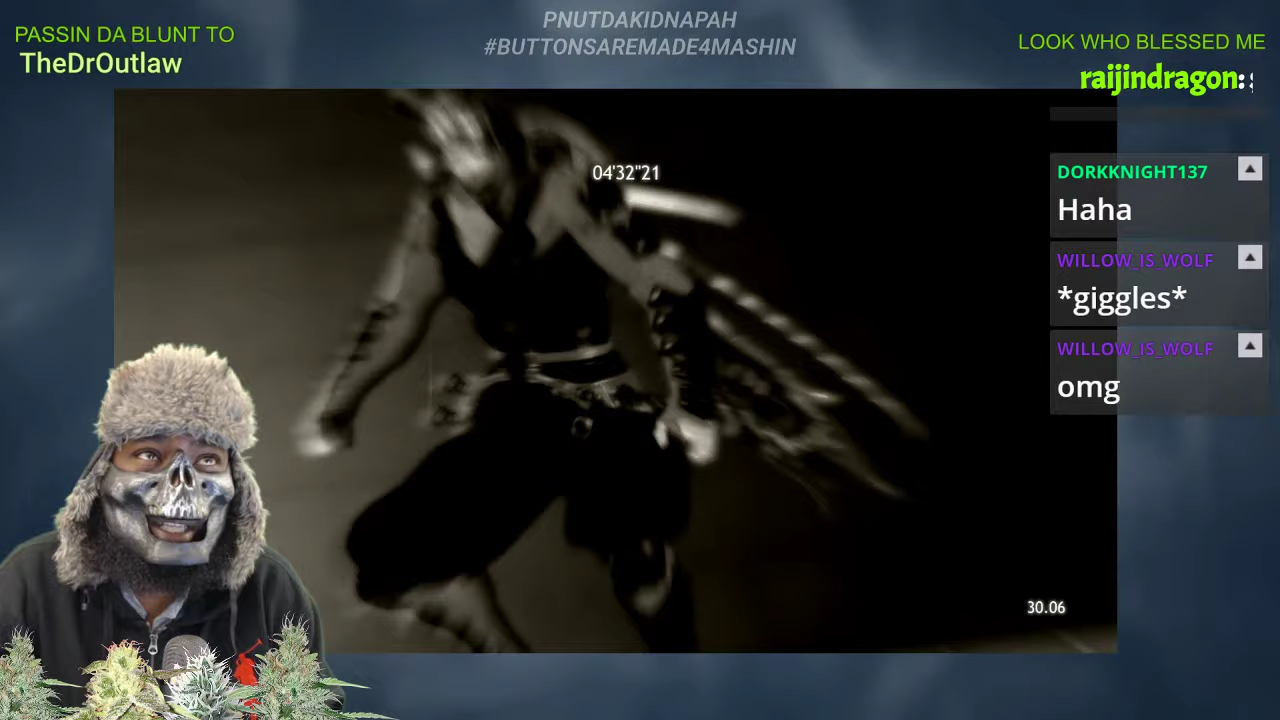 PASSIN DA BLUNT TO
TheDrOutlaw
PNUTDAKIDNAPAH
#BUTTONSAREMADE4MASHIN
LOOK WHO BLESSED ME
raijindragon:
04'32"21
DORKKNIGHT137
Haha
WILLOW_IS_WOLF
*giggles*
WILLOW_IS_WOLF
omg
30.06